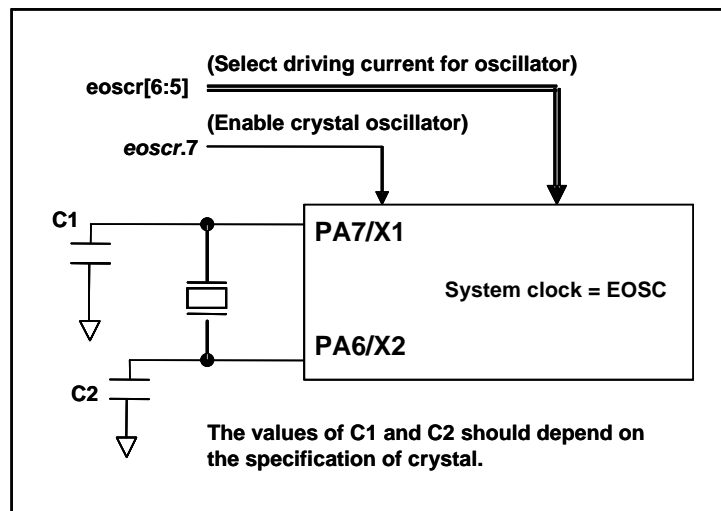 (Select driving current for oscillator)
eoscr[6:5]
(Enable crystal oscillator)
eoscr.7
C1
PA7/X1
System clock = EOSC
PA6/X2
C2
The values of C1 and C2 should depend on
the specification of crystal.